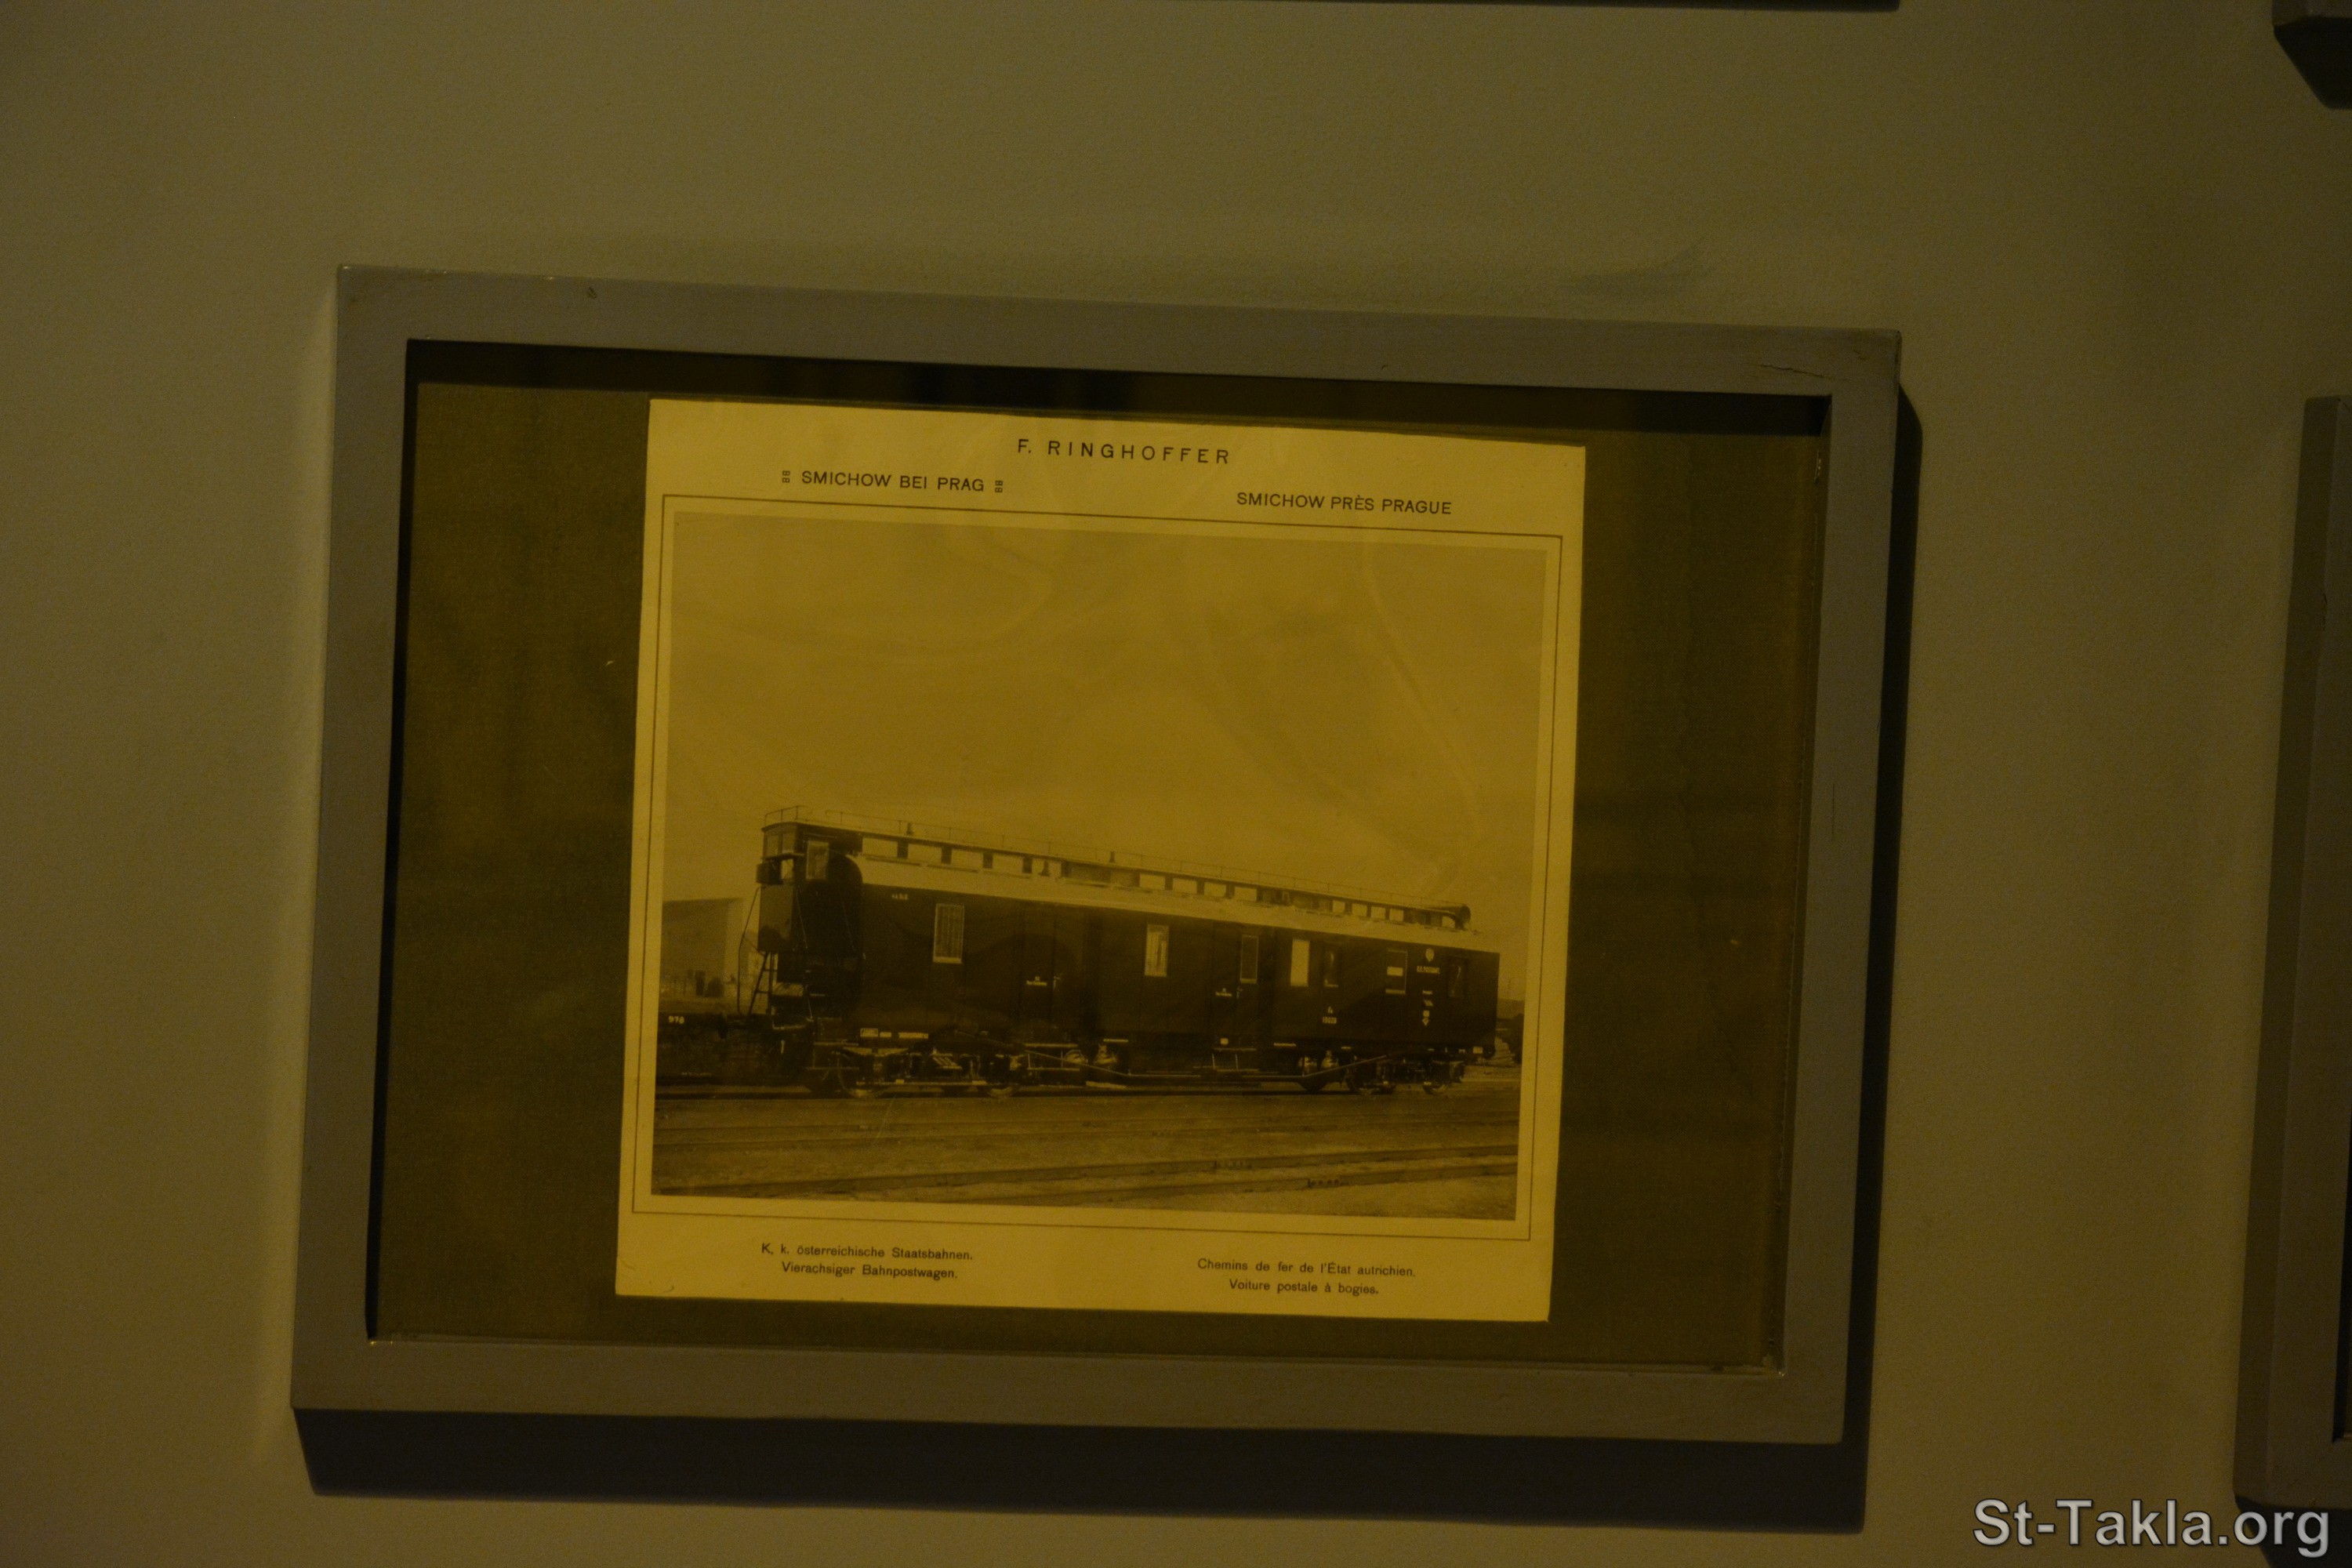 F. RINGHOFFER
SMICHOW BEI PRAG
SMICHOW PRÈS PRAGUE
976
K. k. österreichische Staatsbahnen.
Vierachsiger Bahnpostwagen.
Chemins de fer de l'État autrichien.
Voiture postale à bogies.
St-Takla.org